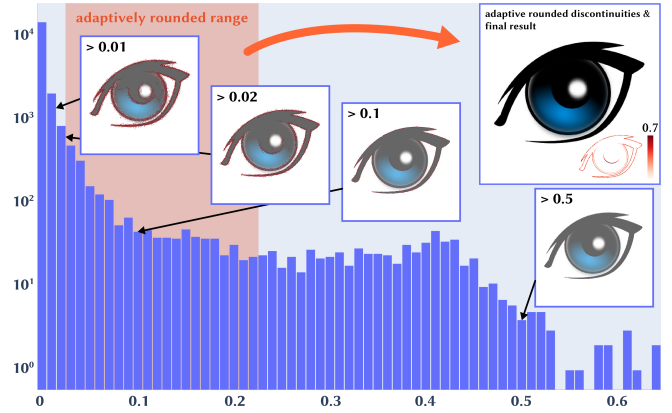 adaptively rounded range
adaptive rounded discontinuities &
final result
> 0.01
> 0.02
> 0.1
> 0.5
0.7
10⁴
10³
10²
10¹
10⁰
0 0.1 0.2 0.3 0.4 0.5 0.6